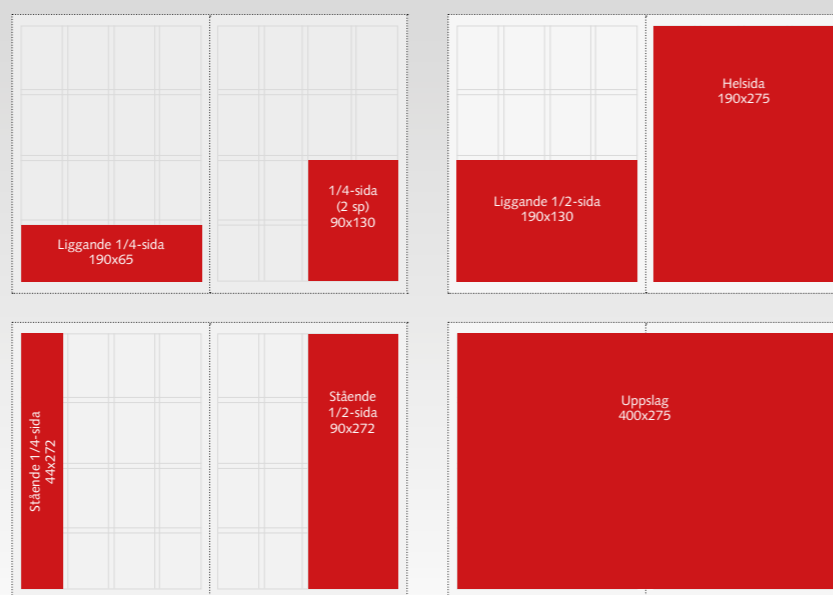 Liggande 1/4-sida
190x65
1/4-sida
(2 sp)
90x130
Liggande 1/2-sida
190x130
Helsida
190x275
Stående 1/4-sida
44x272
Stående
1/2-sida
90x272
Uppslag
400x275